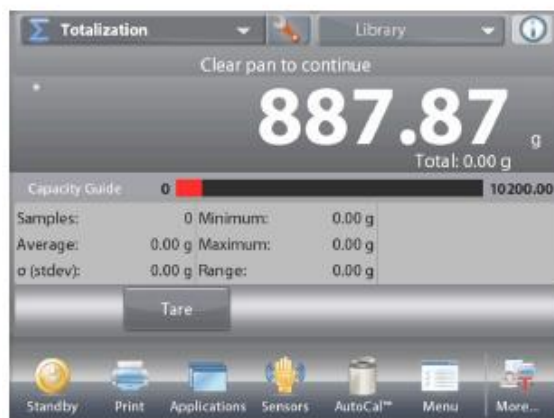 Σ Totalization Library i
Clear pan to continue
*
887.87 g
Total: 0.00 g
Capacity Guide 0 10200.00
Samples: 0 Minimum: 0.00 g
Average: 0.00 g Maximum: 0.00 g
σ (stdev): 0.00 g Range: 0.00 g
Tare
Standby Print Applications Sensors AutoCal™ Menu More...